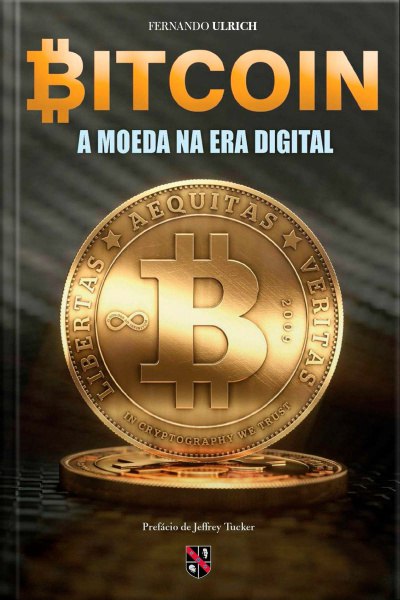 FERNANDO ULRICH
BITCOIN
A MOEDA NA ERA DIGITAL
LIBERTAS ★ AEQUITAS ★ VERITAS
2009
IN CRYPTOGRAPHY WE TRUST
Prefácio de Jeffrey Tucker